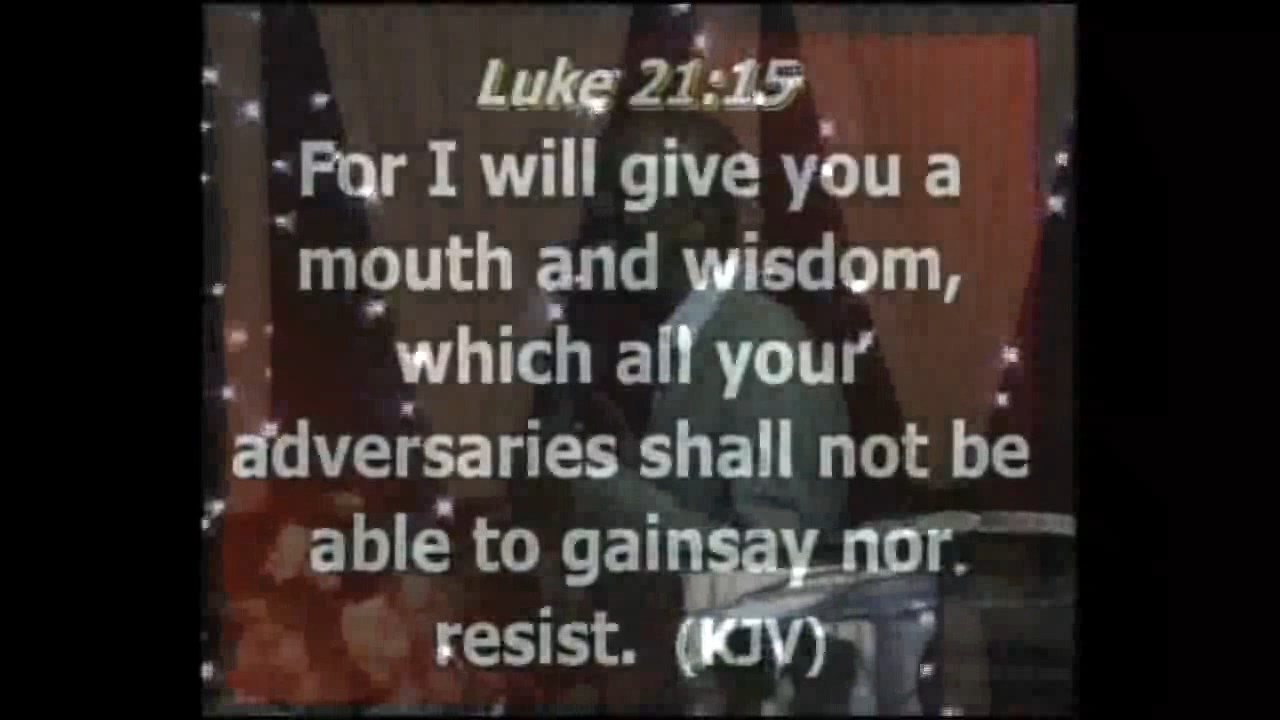 Luke 21:15
For I will give you a
mouth and wisdom,
which all your
adversaries shall not be
able to gainsay nor
resist. (KJV)